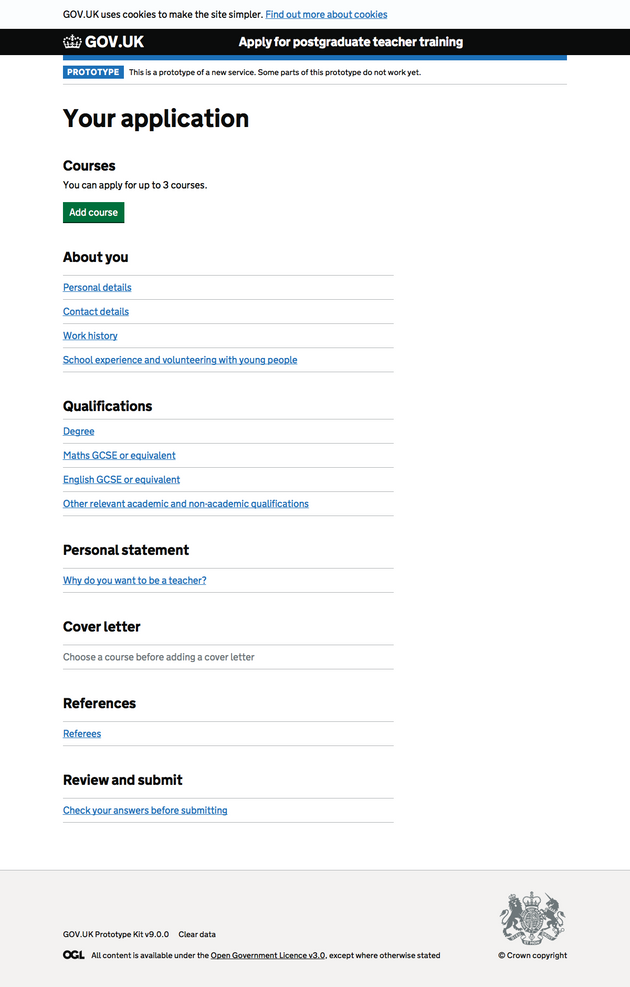 GOV.UK uses cookies to make the site simpler. Find out more about cookies
GOV.UK Apply for postgraduate teacher training
PROTOTYPE This is a prototype of a new service. Some parts of this prototype do not work yet.
Your application
Courses
You can apply for up to 3 courses.
Add course
About you
Personal details
Contact details
Work history
School experience and volunteering with young people
Qualifications
Degree
Maths GCSE or equivalent
English GCSE or equivalent
Other relevant academic and non-academic qualifications
Personal statement
Why do you want to be a teacher?
Cover letter
Choose a course before adding a cover letter
References
Referees
Review and submit
Check your answers before submitting
GOV.UK Prototype Kit v9.0.0 Clear data
OGL All content is available under the Open Government Licence v3.0, except where otherwise stated
© Crown copyright